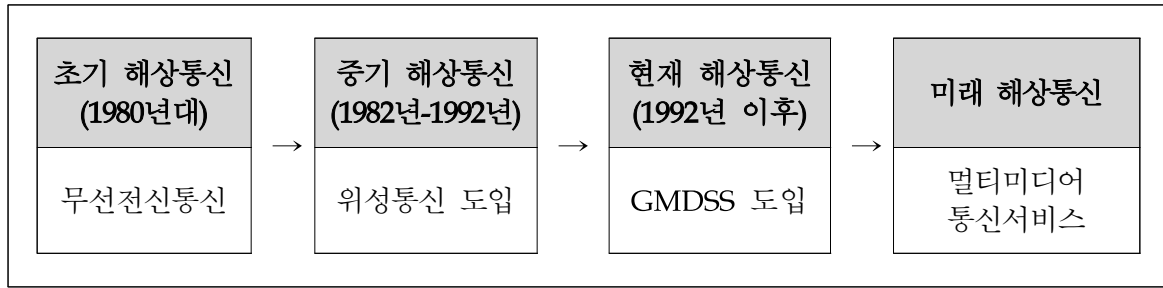 초기 해상통신
(1980년대)
무선전신통신
→
중기 해상통신
(1982년-1992년)
위성통신 도입
→
현재 해상통신
(1992년 이후)
GMDSS 도입
→
미래 해상통신
멀티미디어
통신서비스